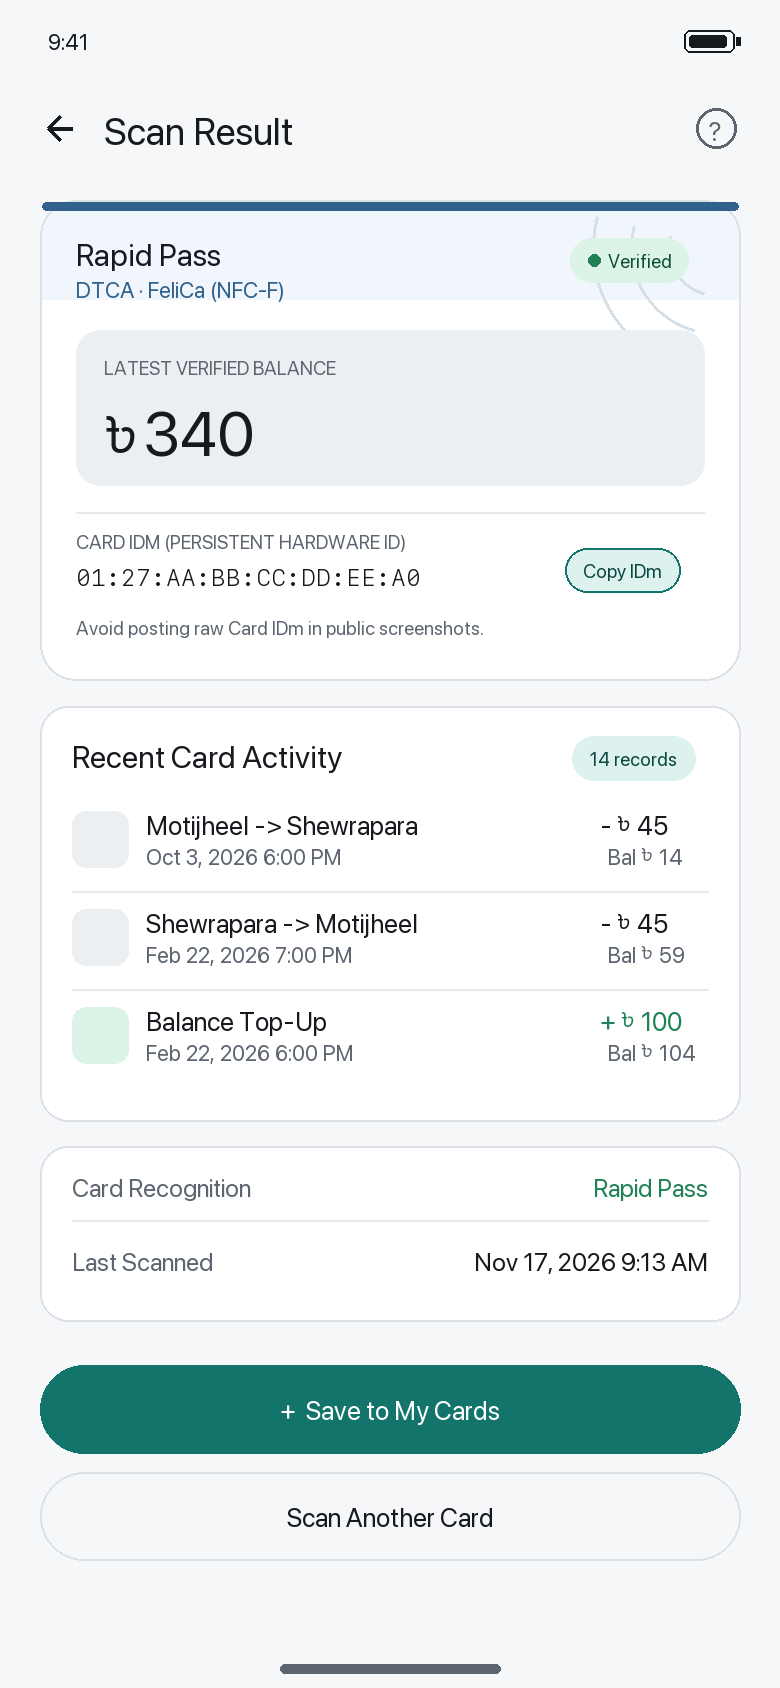 9:41
Scan Result
?
Rapid Pass
Verified
DTCA · FeliCa (NFC-F)
LATEST VERIFIED BALANCE
৳ 340
CARD IDM (PERSISTENT HARDWARE ID)
01:27:AA:BB:CC:DD:EE:A0
Copy IDm
Avoid posting raw Card IDm in public screenshots.
Recent Card Activity
14 records
Motijheel -> Shewrapara
- ৳ 45
Oct 3, 2026 6:00 PM
Bal ৳ 14
Shewrapara -> Motijheel
- ৳ 45
Feb 22, 2026 7:00 PM
Bal ৳ 59
Balance Top-Up
+ ৳ 100
Feb 22, 2026 6:00 PM
Bal ৳ 104
Card Recognition
Rapid Pass
Last Scanned
Nov 17, 2026 9:13 AM
+ Save to My Cards
Scan Another Card